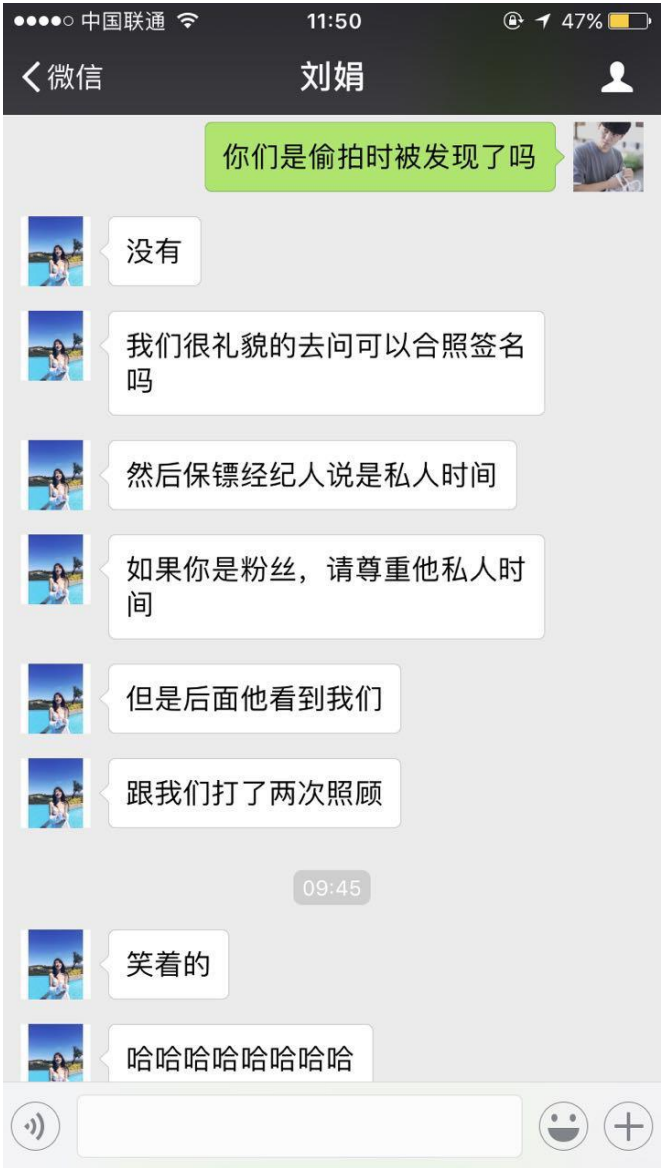 中国联通 11:50 47%
微信 刘娟
你们是偷拍时被发现了吗
没有
我们很礼貌的去问可以合照签名
吗
然后保镖经纪人说是私人时间
如果你是粉丝，请尊重他私人时
间
但是后面他看到我们
跟我们打了两次照顾
09:45
笑着的
哈哈哈哈哈哈哈哈